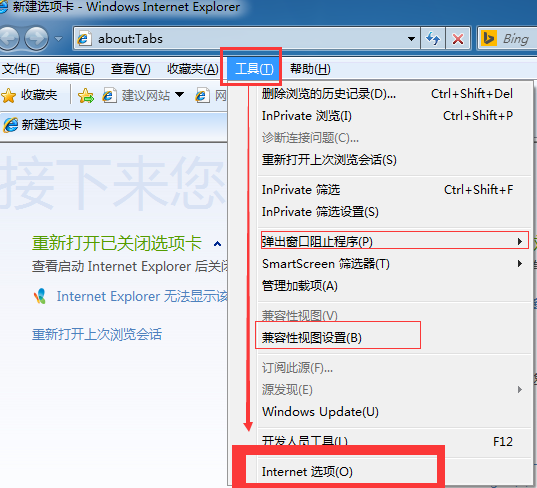 新建选项卡 - Windows Internet Explorer
about:Tabs
Bing
文件(F) 编辑(E) 查看(V) 收藏夹(A) 工具(T) 帮助(H)
收藏夹 建议网站 网
新建选项卡
接下来您
重新打开已关闭选项卡
查看启动 Internet Explorer 后关闭
Internet Explorer 无法显示该
重新打开上次浏览会话
删除浏览的历史记录(D)... Ctrl+Shift+Del
InPrivate 浏览(I) Ctrl+Shift+P
诊断连接问题(C)...
重新打开上次浏览会话(S)
InPrivate 筛选 Ctrl+Shift+F
InPrivate 筛选设置(S)
弹出窗口阻止程序(P)
SmartScreen 筛选器(T)
管理加载项(A)
兼容性视图(V)
兼容性视图设置(B)
订阅此源(F)...
源发现(E)
Windows Update(U)
开发人员工具(L) F12
Internet 选项(O)